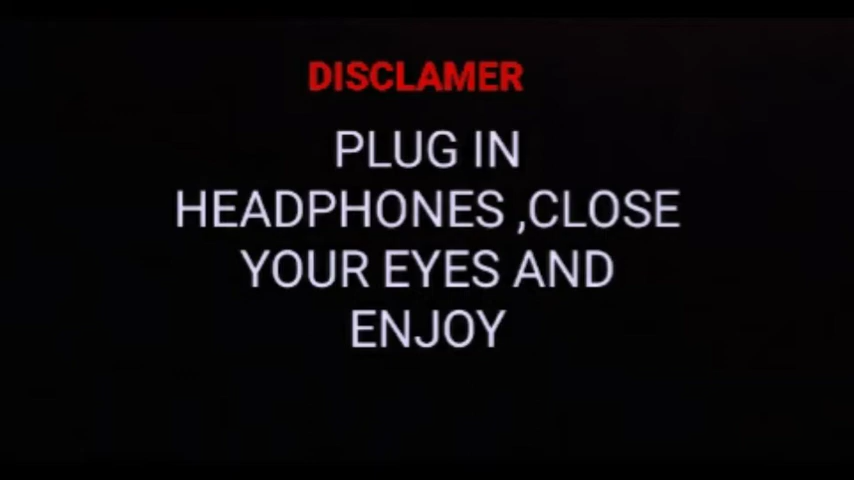 DISCLAMER
PLUG IN
HEADPHONES ,CLOSE
YOUR EYES AND
ENJOY